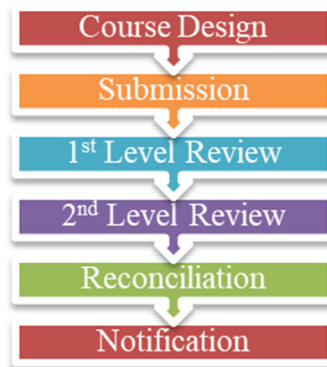 Course Design
Submission
1st Level Review
2nd Level Review
Reconciliation
Notification